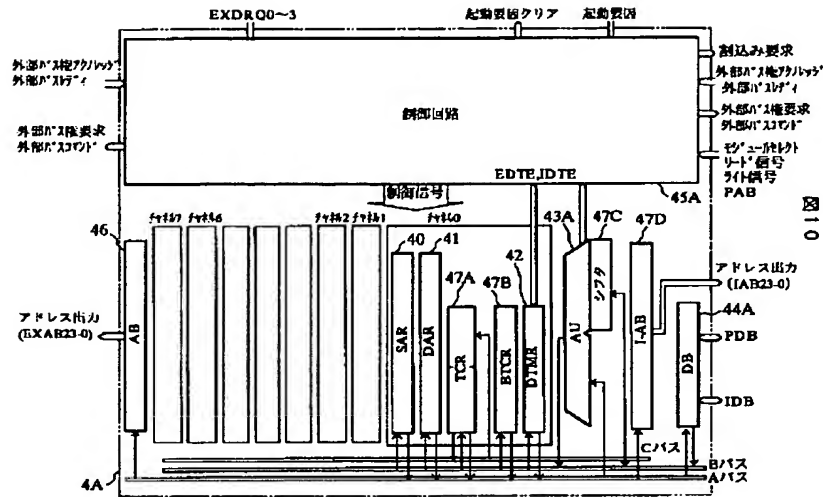 EXDRQ0〜3
起動要因クリア
起動要因
外部バス権アクノレッジ
外部バスレディ
外部バス権要求
外部バスコマンド
制御回路
割込み要求
外部バス権アクノレッジ
外部バスレディ
外部バス権要求
外部バスコマンド
モジュールセレクト
リード信号
ライト信号
PAB
EDTE,IDTE
45A
制御信号
図10
チャネル7
チャネル6
チャネル2
チャネル1
チャネル0
46
40
41
47A
47B
42
43A
47C
47D
44A
AB
SAR
DAR
TCR
BTCR
DTMR
AU
シフタ
I-AB
DB
アドレス出力
(EXAB23-0)
アドレス出力
(IAB23-0)
PDB
IDB
Cバス
Bバス
Aバス
4A